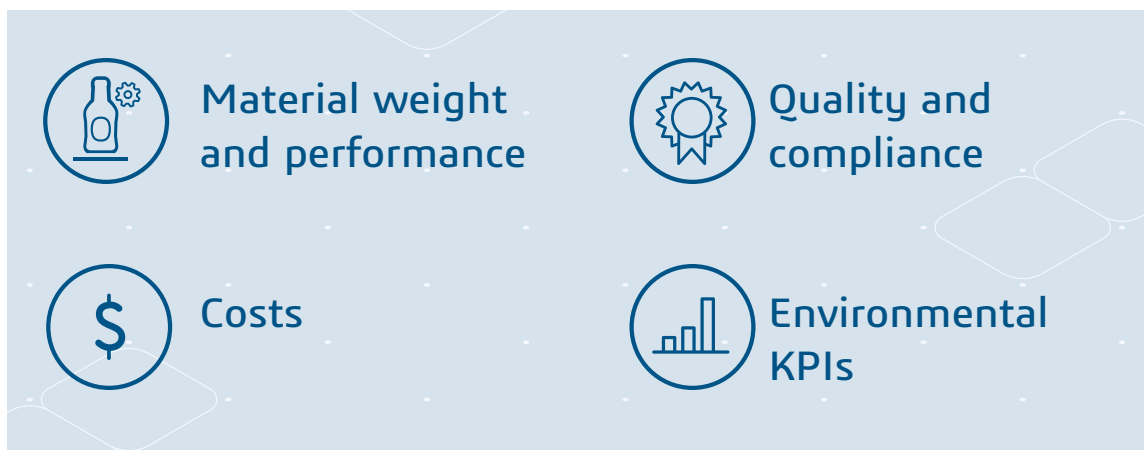 Material weight
and performance
Quality and
compliance
$
Costs
Environmental
KPIs